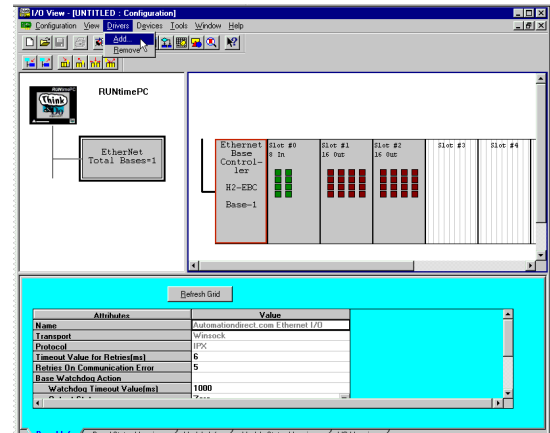 I/O View - [UNTITLED : Configuration]
Configuration View Drivers Devices Tools Window Help
Add...
Remove
RUNtimePC
Think
RUNtimePC
EtherNet
Total Bases=1
Ethernet
Base
Control-
ler
H2-EBC
Base-1
Slot #0
8 In
Slot #1
16 Out
Slot #2
16 Out
Slot #3
Slot #4
Refresh Grid
Attributes Value
Name Automationdirect.com Ethernet I/O
Transport Winsock
Protocol IPX
Timeout Value for Retries(ms) 6
Retries On Communication Error 5
Base Watchdog Action
Watchdog Timeout Value(ms) 1000